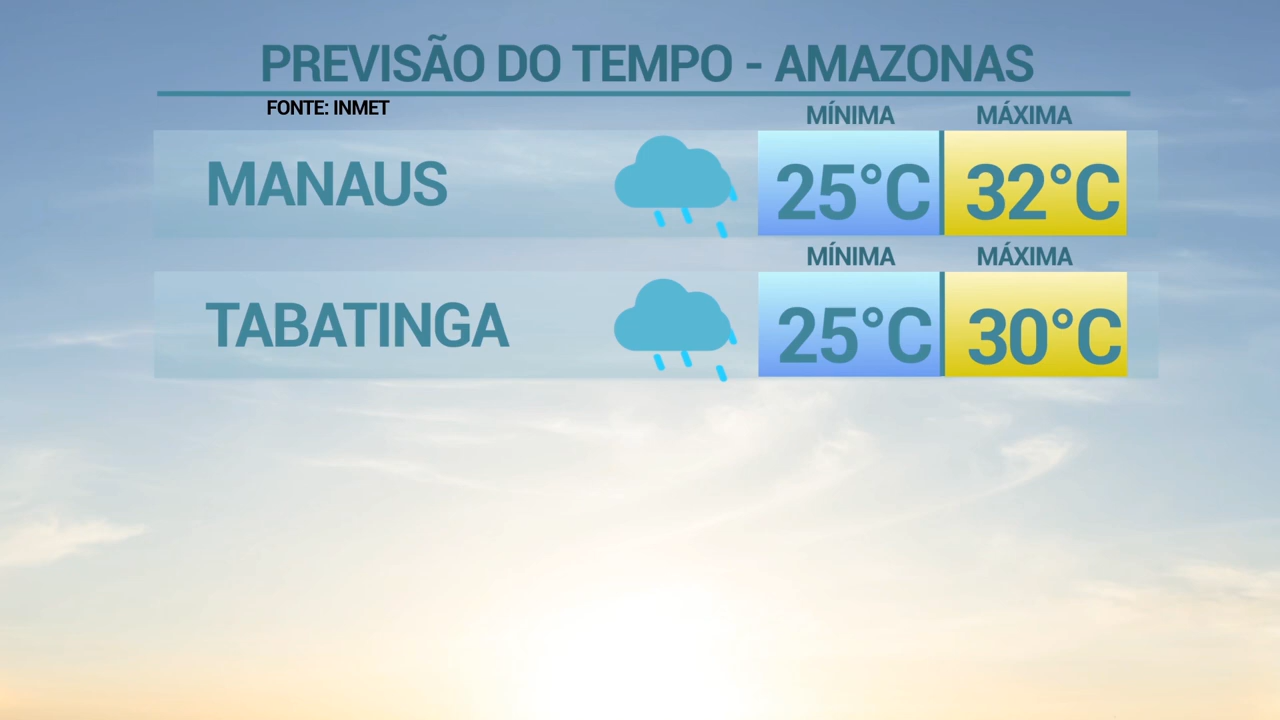 PREVISÃO DO TEMPO - AMAZONAS
FONTE: INMET
MÍNIMA MÁXIMA
MANAUS 25°C 32°C
MÍNIMA MÁXIMA
TABATINGA 25°C 30°C